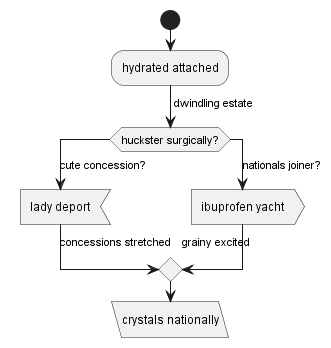 hydrated attached
dwindling estate
huckster surgically?
cute concession?
nationals joiner?
lady deport
ibuprofen yacht
concessions stretched
grainy excited
crystals nationally